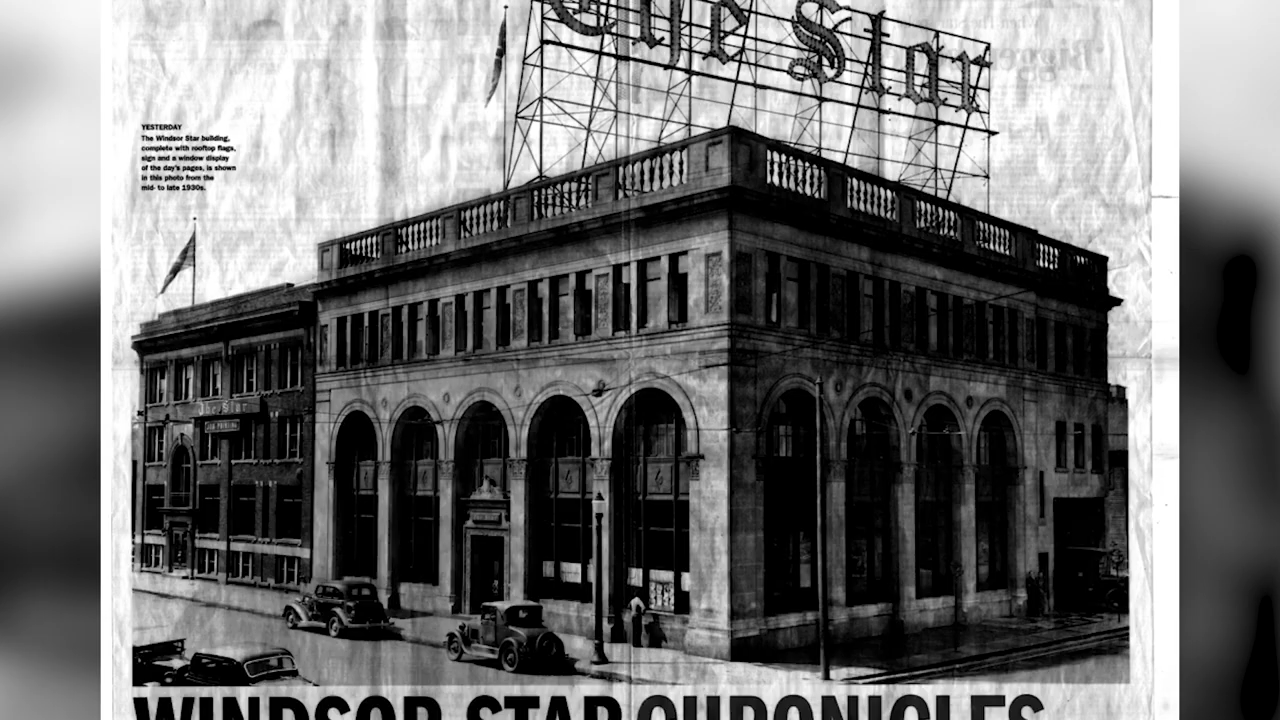 The Star
YESTERDAY
The Windsor Star building,
complete with rooftop flags,
sign and a window display
of the day's pages, is shown
in this photo from the
mid- to late 1930s.
The Star
JOB PRINTING
WINDSOR STAR CHRONICLES